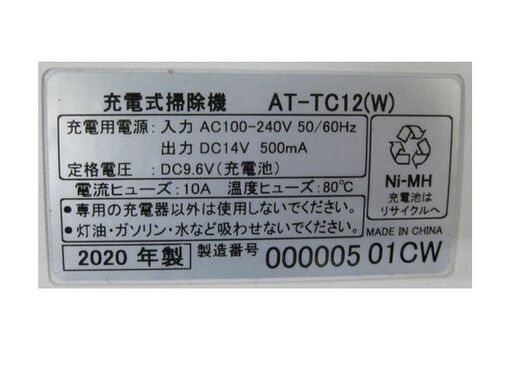 充電式掃除機 AT-TC12(W)
充電用電源：入力 AC100-240V 50/60Hz
出力 DC14V 500mA
定格電圧：DC9.6V(充電池)
電流ヒューズ：10A 温度ヒューズ：80℃
●専用の充電器以外は使用しないでください。
●灯油・ガソリン・水など吸わせないでください。
Ni-MH
充電池は
リサイクルへ
MADE IN CHINA
2020 年製 製造番号 000005 01CW